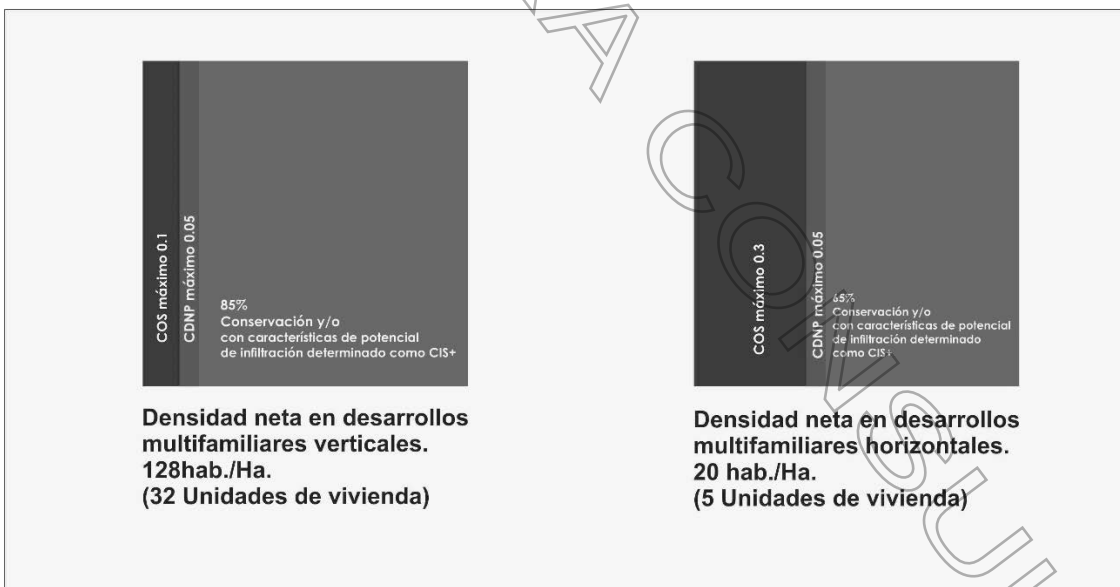 COS máximo 0.1
CDNP máximo 0.05
85%
Conservación y/o
con características de potencial
de infiltración determinado como CIS+
Densidad neta en desarrollos
multifamiliares verticales.
128hab./Ha.
(32 Unidades de vivienda)
COS máximo 0.3
CDNP máximo 0.05
65%
Conservación y/o
con características de potencial
de infiltración determinado
como CIS+
Densidad neta en desarrollos
multifamiliares horizontales.
20 hab./Ha.
(5 Unidades de vivienda)
A CONSU